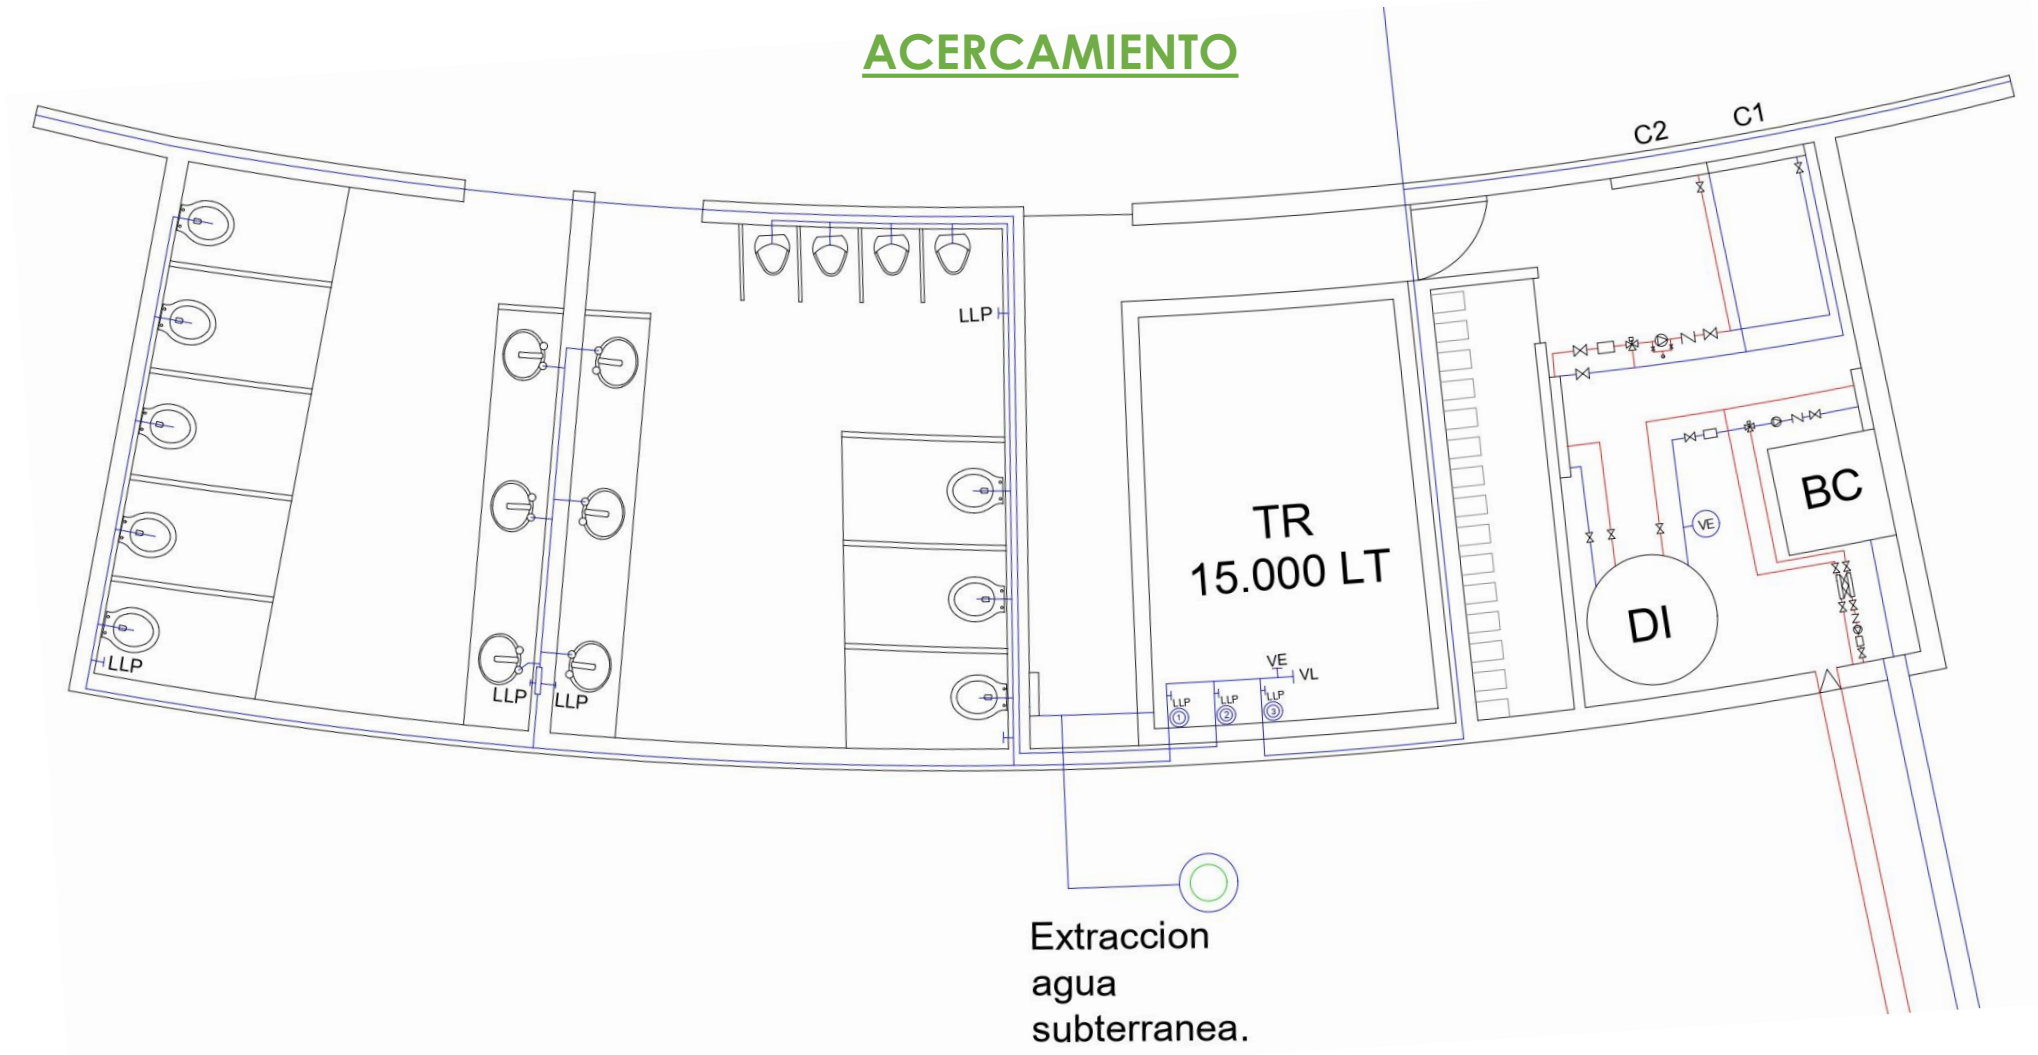 ACERCAMIENTO
C2
C1
LLP
TR
15.000 LT
BC
VE
DI
LLP
LLP
LLP
VE
VL
LLP
LLP
LLP
1
2
3
Extraccion
agua
subterranea.